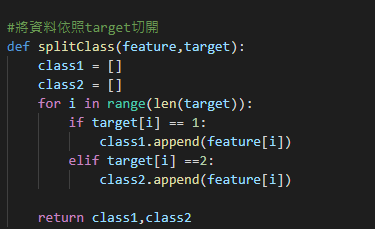 #將資料依照target切開
def splitClass(feature,target):
    class1 = []
    class2 = []
    for i in range(len(target)):
        if target[i] == 1:
            class1.append(feature[i])
        elif target[i] ==2:
            class2.append(feature[i])
    return class1,class2